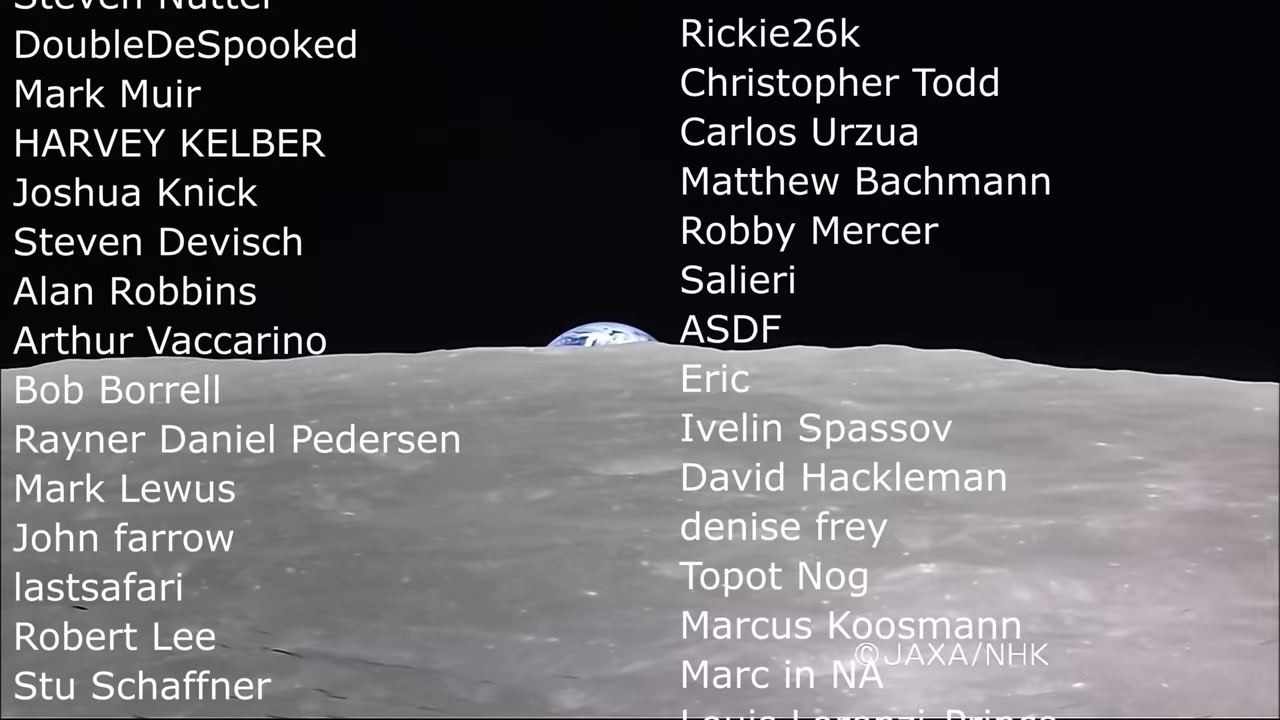 Steven Nutter
DoubleDeSpooked
Mark Muir
HARVEY KELBER
Joshua Knick
Steven Devisch
Alan Robbins
Arthur Vaccarino
Bob Borrell
Rayner Daniel Pedersen
Mark Lewus
John farrow
lastsafari
Robert Lee
Stu Schaffner
Rickie26k
Christopher Todd
Carlos Urzua
Matthew Bachmann
Robby Mercer
Salieri
ASDF
Eric
Ivelin Spassov
David Hackleman
denise frey
Topot Nog
Marcus Koosmann
©JAXA/NHK
Marc in NA